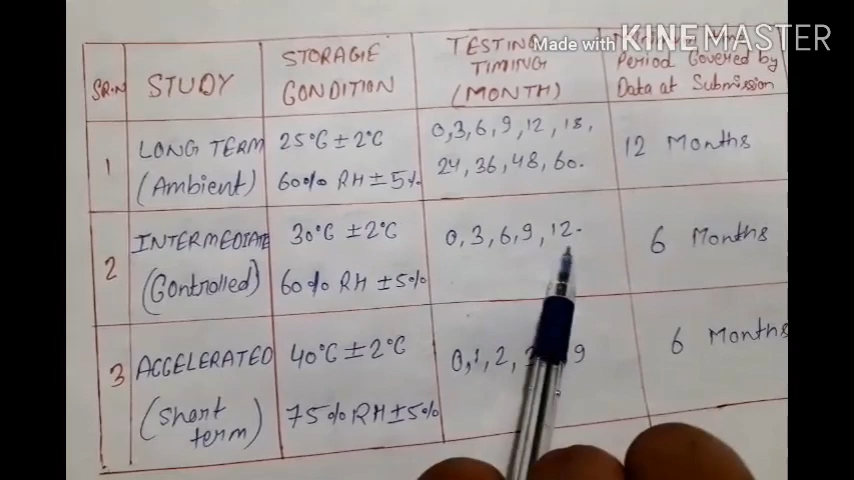 Made with KINEMASTER
SR.N
STUDY
STORAGE
CONDITION
TESTING
TIMING
(MONTH)
Period Covered by
Data at Submission
1
LONG TERM
(Ambient)
25°C ± 2°C
60% RH ± 5%
0, 3, 6, 9, 12, 18,
24, 36, 48, 60.
12 Months
2
INTERMEDIATE
(Controlled)
30°C ± 2°C
60% RH ± 5%
0, 3, 6, 9, 12.
6 Months
3
ACCELERATED
(Short
term)
40°C ± 2°C
75% RH ± 5%
0, 1, 2, 9
6 Months